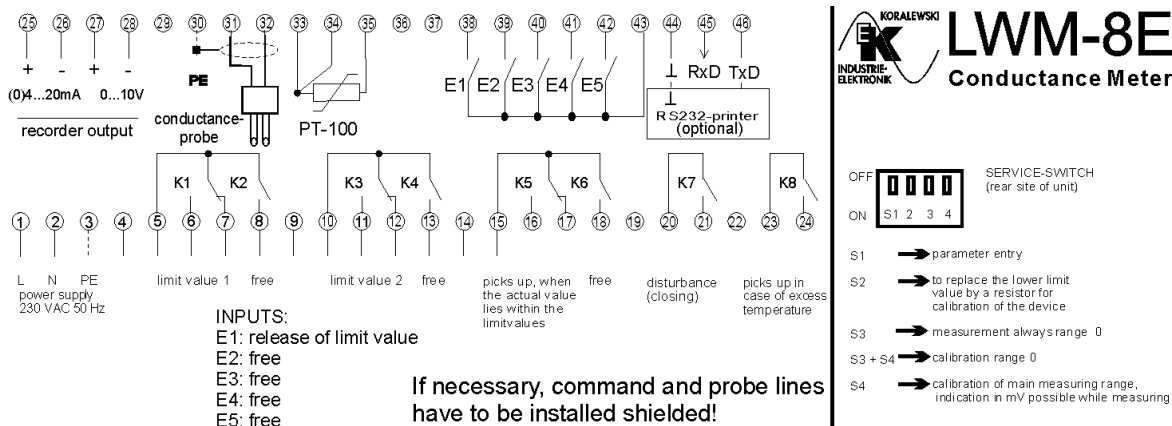 25 26 27 28 29 30 31 32 33 34 35 36 37 38 39 40 41 42 43 44 45 46
+ - + -
(0)4...20mA 0...10V
recorder output
PE
conductance-
probe
PT-100
E1 E2 E3 E4 E5
RxD TxD
RS232-printer
(optional)
K1 K2 K3 K4 K5 K6 K7 K8
1 2 3 4 5 6 7 8 9 10 11 12 13 14 15 16 17 18 19 20 21 22 23 24
L N PE
power supply
230 VAC 50 Hz
limit value 1 free
limit value 2 free
picks up, when
the actual value
lies within the
limitvalues
free
disturbance
(closing)
picks up in
case of excess
temperature
INPUTS:
E1: release of limit value
E2: free
E3: free
E4: free
E5: free
If necessary, command and probe lines
have to be installed shielded!
KORALEWSKI
EK
INDUSTRIE-
ELEKTRONIK
LWM-8E
Conductance Meter
OFF
ON
S1 2 3 4
SERVICE-SWITCH
(rear site of unit)
S1 parameter entry
S2 to replace the lower limit
value by a resistor for
calibration of the device
S3 measurement always range 0
S3 + S4 calibration range 0
S4 calibration of main measuring range,
indication in mV possible while measuring